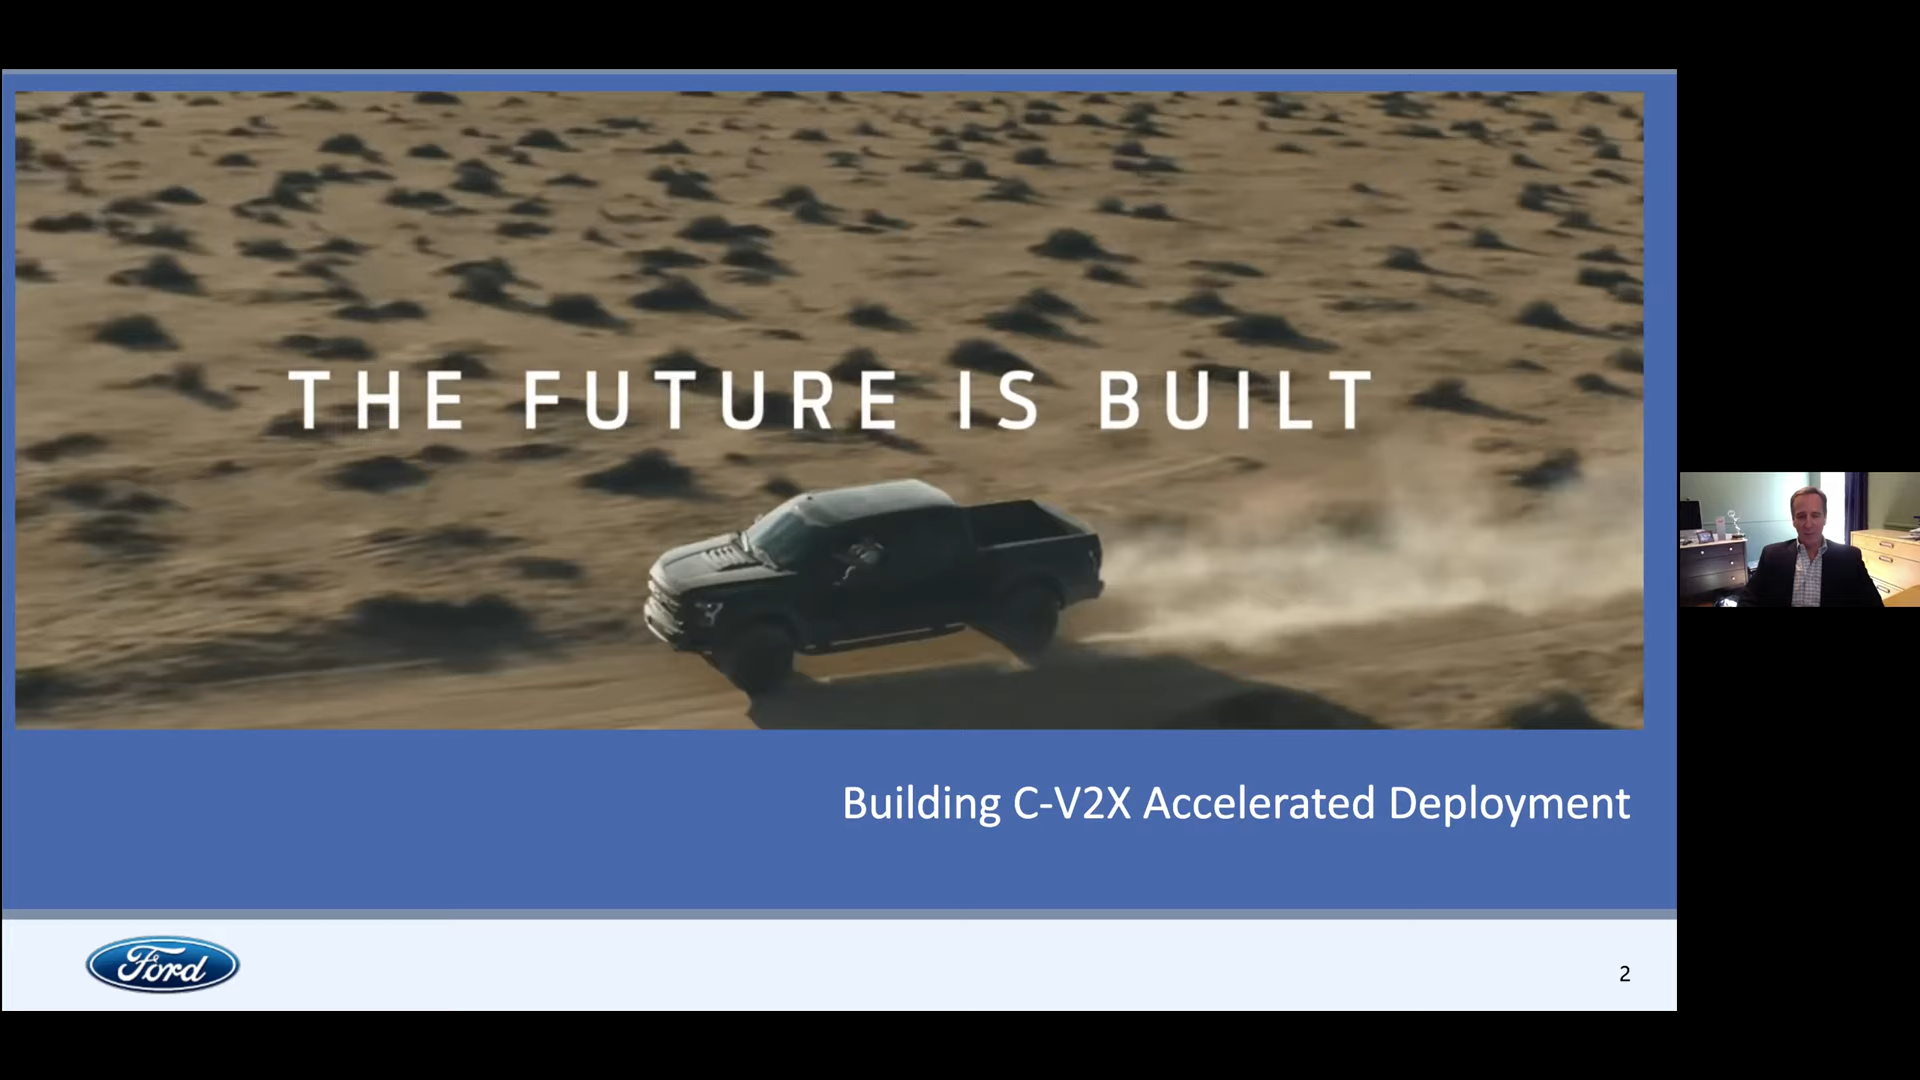 THE FUTURE IS BUILT
Building C-V2X Accelerated Deployment
Ford
2